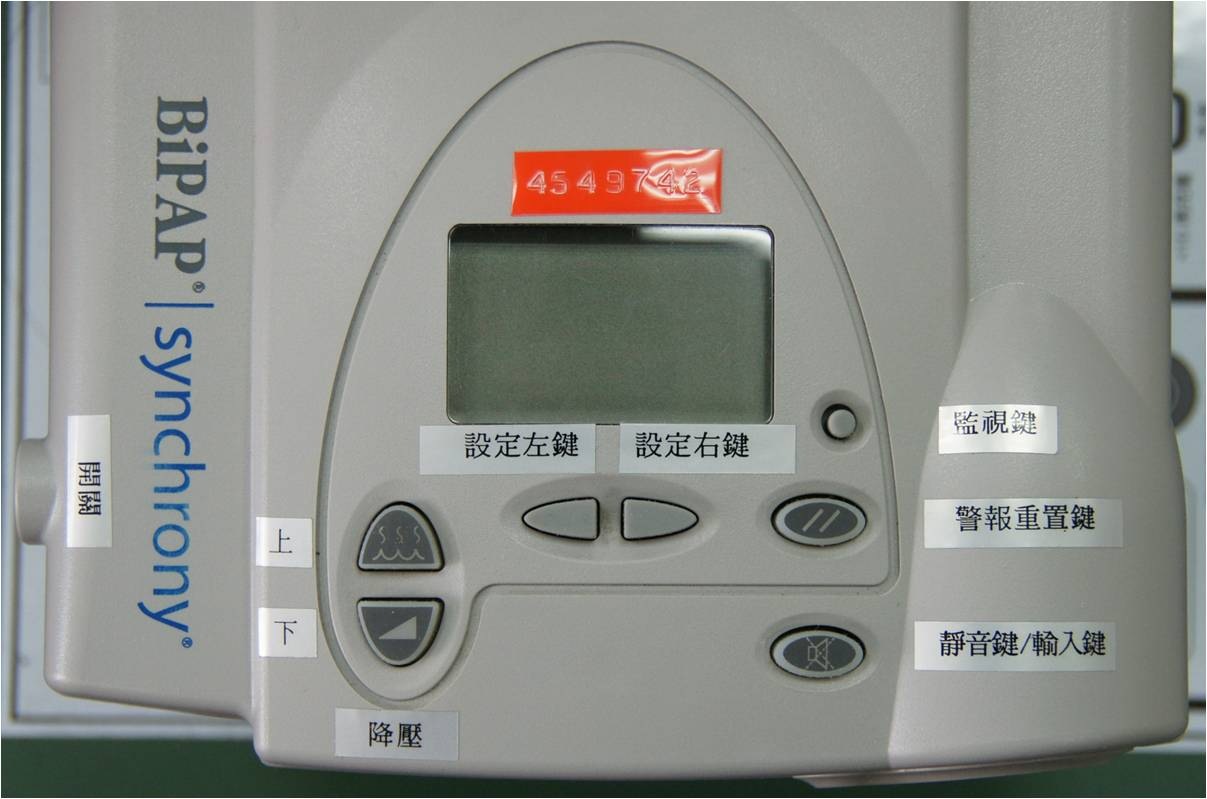 BiPAP® | synchrony®
4549742
設定左鍵
設定右鍵
監視鍵
開關
上
警報重置鍵
下
靜音鍵/輸入鍵
降壓